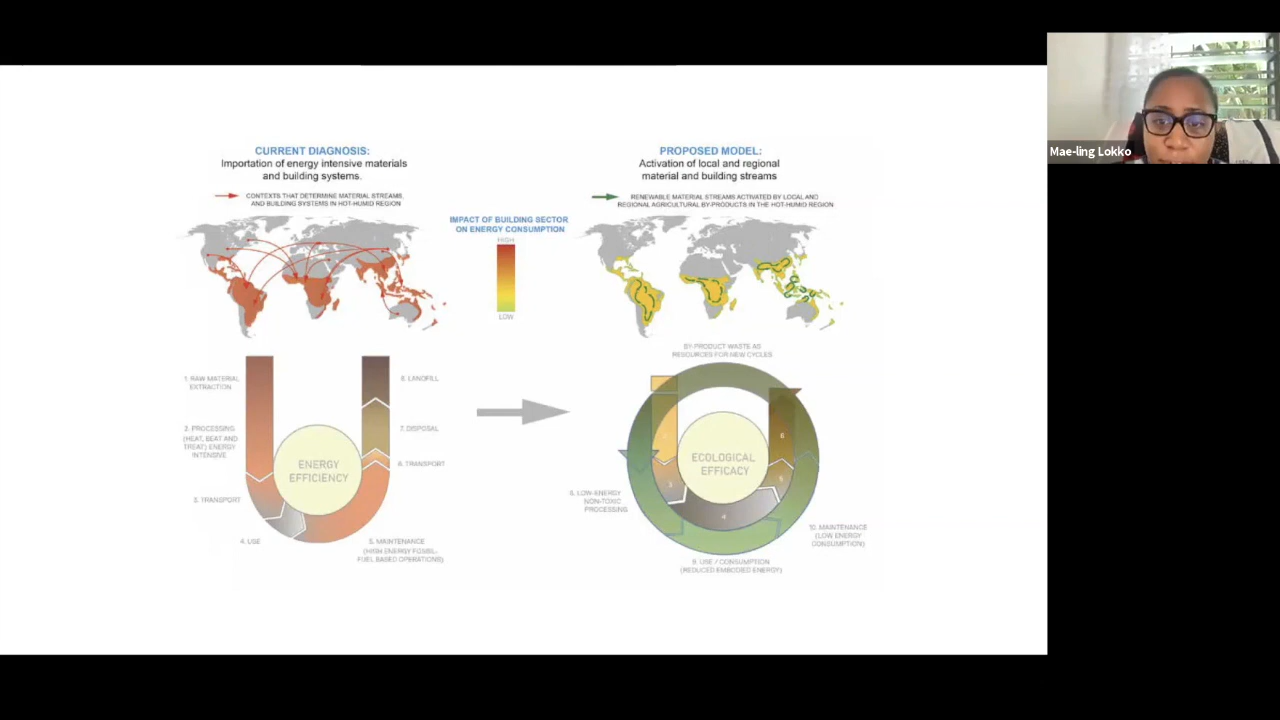 CURRENT DIAGNOSIS:
Importation of energy intensive materials
and building systems.
CONTEXTS THAT DETERMINE MATERIAL STREAMS,
AND BUILDING SYSTEMS IN HOT-HUMID REGION
IMPACT OF BUILDING SECTOR
ON ENERGY CONSUMPTION
HIGH
LOW
1. RAW MATERIAL
EXTRACTION
2. PROCESSING
(HEAT, BEAT AND
TREAT) ENERGY
INTENSIVE
3. TRANSPORT
4. USE
5. MAINTENANCE
(HIGH ENERGY FOSSIL-
FUEL BASED OPERATIONS)
6. TRANSPORT
7. DISPOSAL
8. LANDFILL
ENERGY
EFFICIENCY
PROPOSED MODEL:
Activation of local and regional
material and building streams
RENEWABLE MATERIAL STREAMS ACTIVATED BY LOCAL AND
REGIONAL AGRICULTURAL BY-PRODUCTS IN THE HOT-HUMID REGION
BY-PRODUCT WASTE AS
RESOURCES FOR NEW CYCLES
ECOLOGICAL
EFFICACY
3
4
5
6
8. LOW-ENERGY
NON-TOXIC
PROCESSING
9. USE / CONSUMPTION
(REDUCED EMBODIED ENERGY)
10. MAINTENANCE
(LOW ENERGY
CONSUMPTION)
Mae-ling Lokko